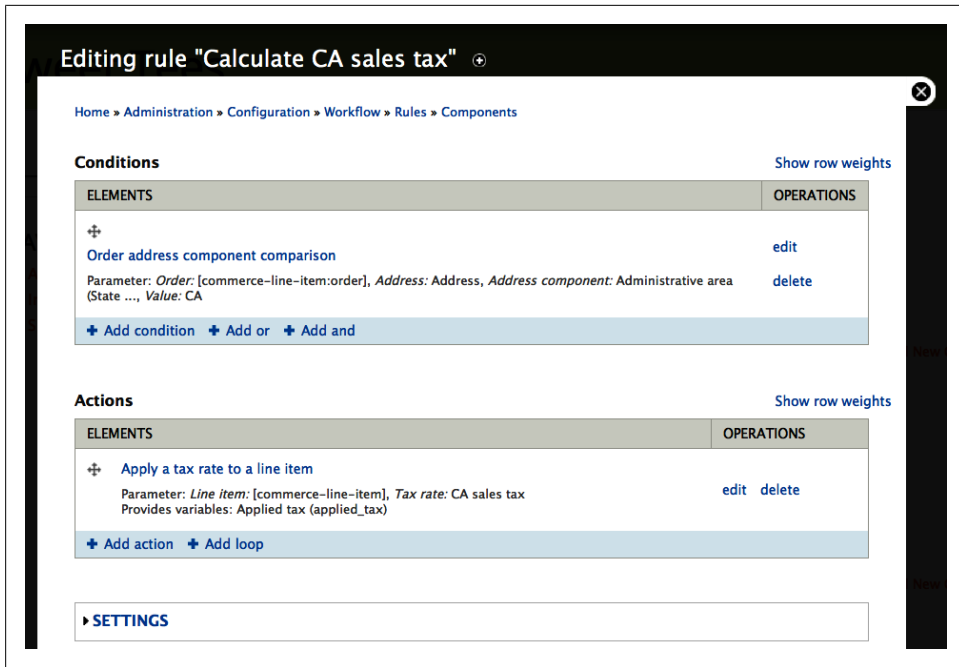 Editing rule "Calculate CA sales tax"
Home » Administration » Configuration » Workflow » Rules » Components
Conditions
Show row weights
ELEMENTS
OPERATIONS
Order address component comparison
edit
Parameter: Order: [commerce-line-item:order], Address: Address, Address component: Administrative area
(State ..., Value: CA
delete
+ Add condition + Add or + Add and
Actions
Show row weights
ELEMENTS
OPERATIONS
Apply a tax rate to a line item
Parameter: Line item: [commerce-line-item], Tax rate: CA sales tax
Provides variables: Applied tax (applied_tax)
edit delete
+ Add action + Add loop
SETTINGS
New
New